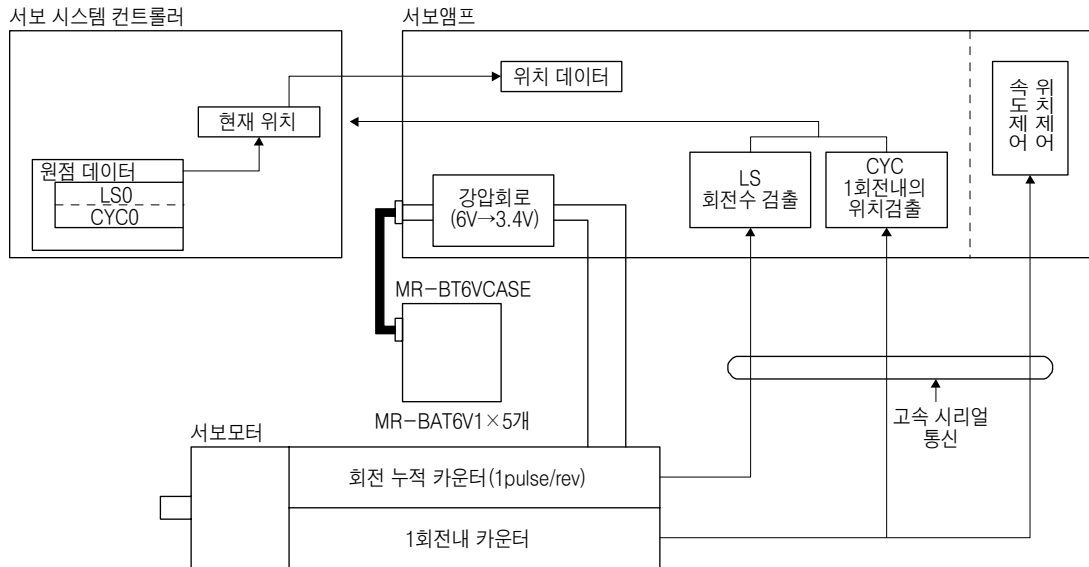 서보 시스템 컨트롤러
서보앰프
위치 데이터
현재 위치
원점 데이터
LS0
CYC0
강압회로
(6V→3.4V)
LS
회전수 검출
CYC
1회전내의
위치검출
위치제어
속도제어
MR-BT6VCASE
MR-BAT6V1×5개
고속 시리얼
통신
서보모터
회전 누적 카운터(1pulse/rev)
1회전내 카운터